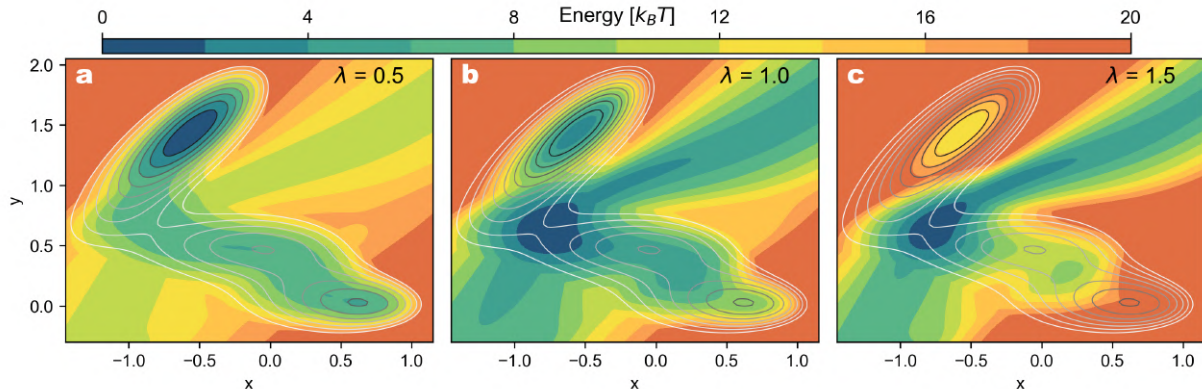 Energy [k_BT]
0 4 8 12 16 20
a λ = 0.5
b λ = 1.0
c λ = 1.5
2.0
1.5
1.0
0.5
0.0
y
−1.0 −0.5 0.0 0.5 1.0
−1.0 −0.5 0.0 0.5 1.0
−1.0 −0.5 0.0 0.5 1.0
x
x
x